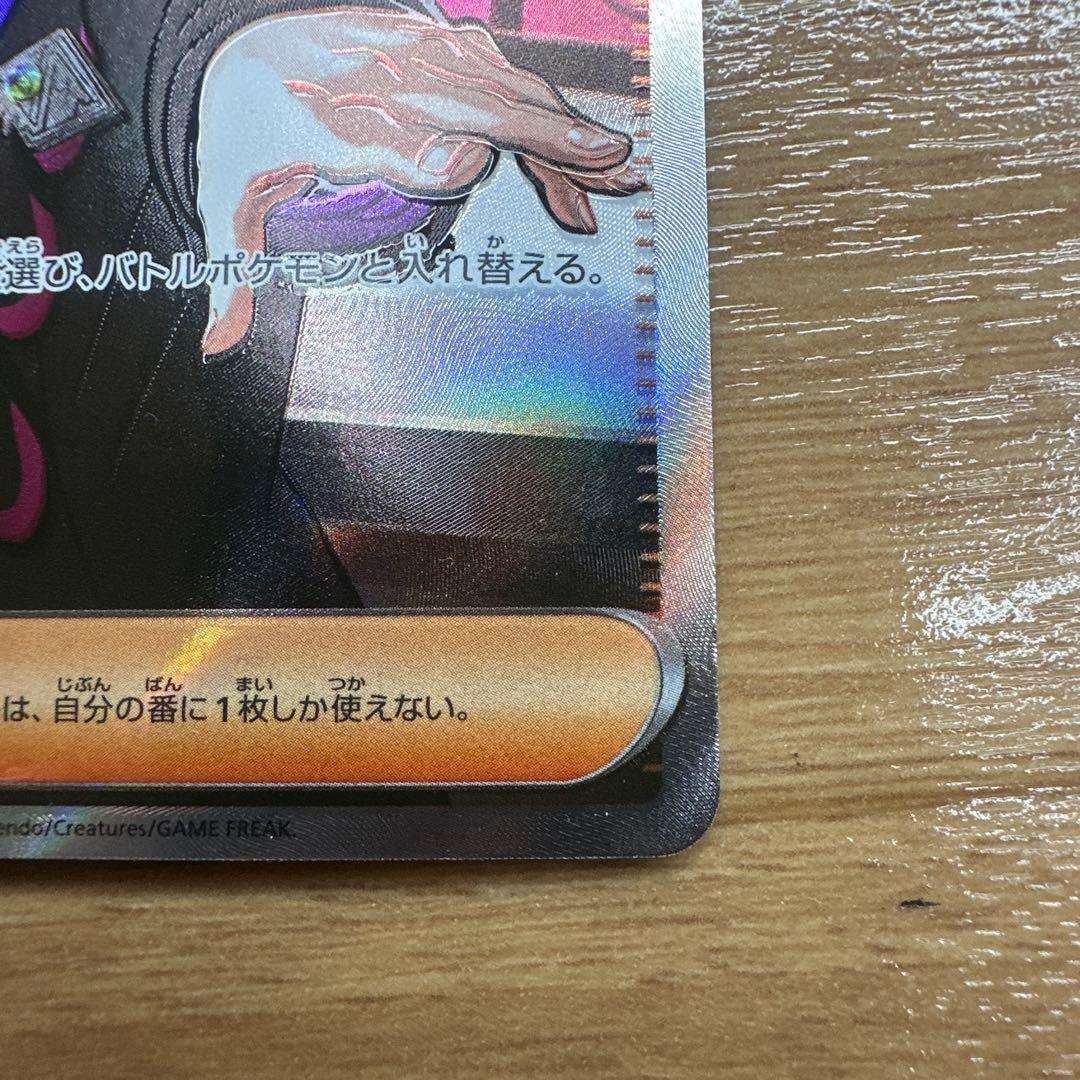 選び、バトルポケモンと入れ替える。
は、自分の番に1枚しか使えない。
endo/Creatures/GAME FREAK.